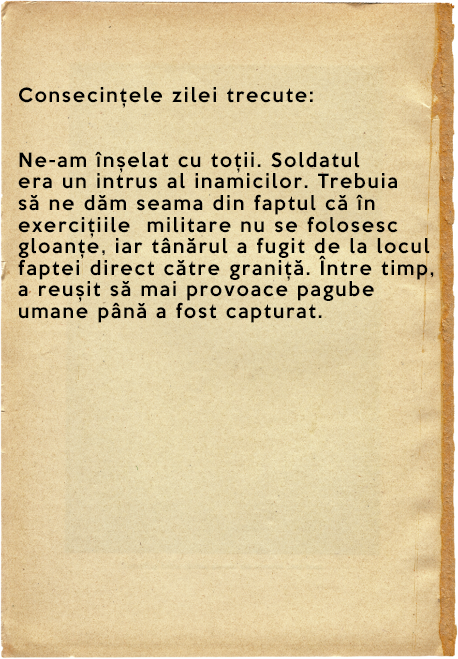 Consecințele zilei trecute:
Ne-am înșelat cu toții. Soldatul
era un intrus al inamicilor. Trebuia
să ne dăm seama din faptul că în
exercițiile  militare nu se folosesc
gloanțe, iar tânărul a fugit de la locul
faptei direct către graniță. Între timp,
a reușit să mai provoace pagube
umane până a fost capturat.